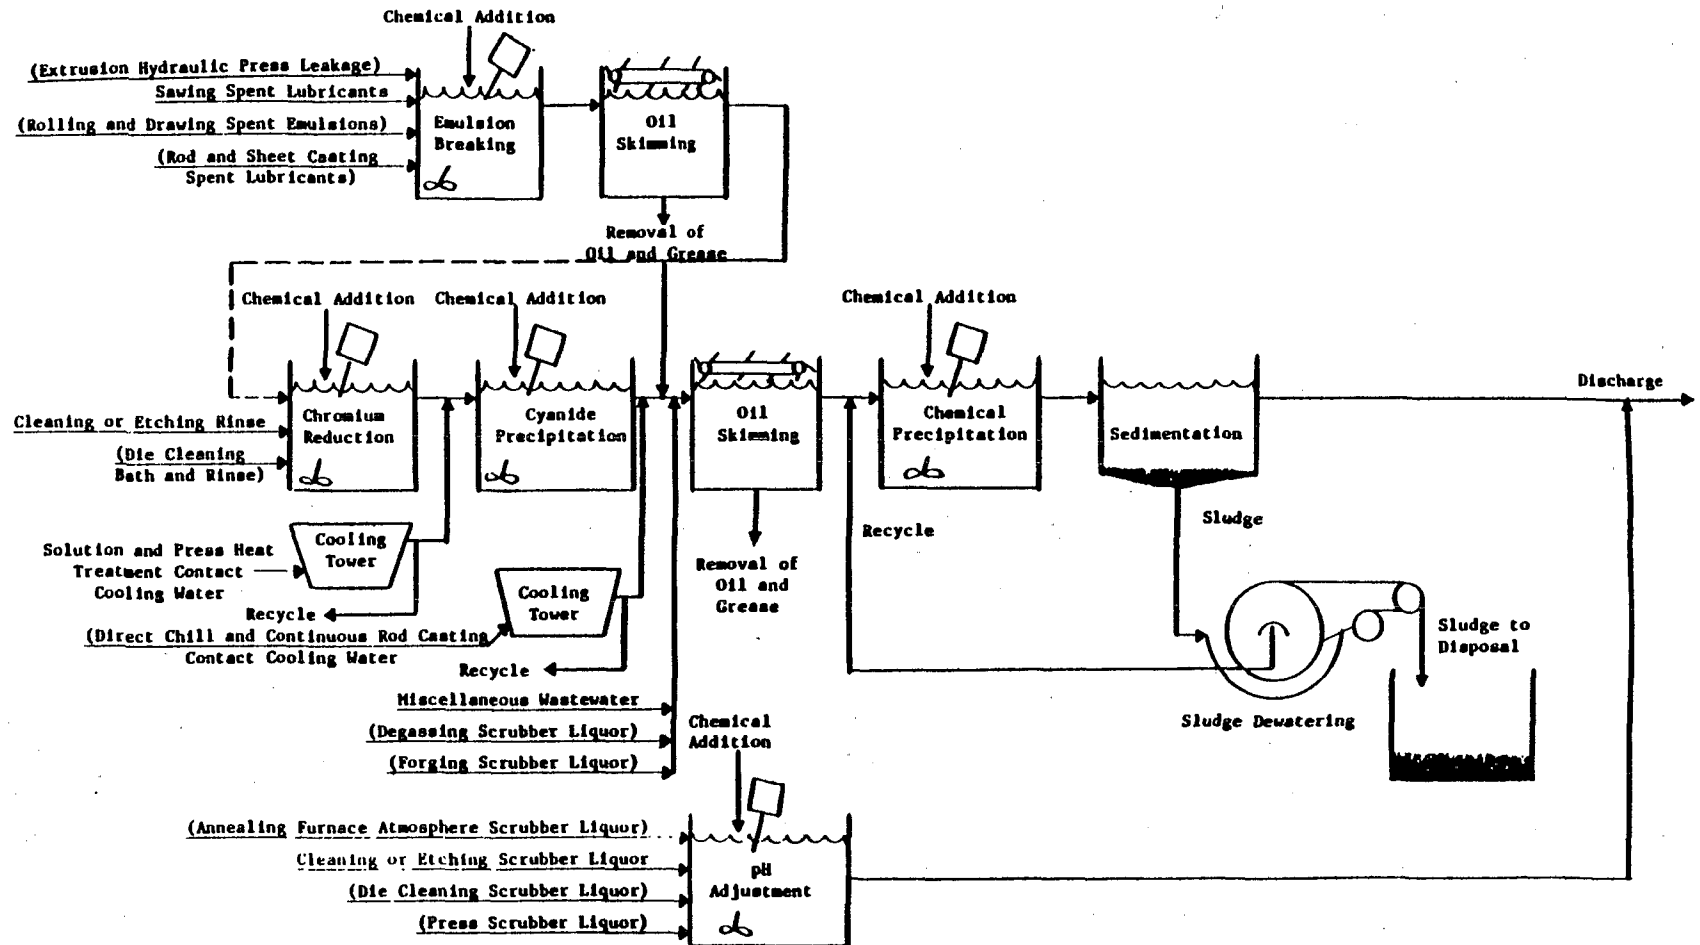 Chemical Addition
(Extrusion Hydraulic Press Leakage)
Sawing Spent Lubricants
(Rolling and Drawing Spent Emulsions)
(Rod and Sheet Casting
Spent Lubricants)
Emulsion
Breaking
Oil
Skimming
Removal of
Oil and Grease
Chemical Addition
Chemical Addition
Chemical Addition
Cleaning or Etching Rinse
(Die Cleaning
Bath and Rinse)
Chromium
Reduction
Cyanide
Precipitation
Oil
Skimming
Chemical
Precipitation
Sedimentation
Discharge
Solution and Press Heat
Treatment Contact
Cooling Water
Cooling
Tower
Recycle
(Direct Chill and Continuous Rod Casting
Contact Cooling Water
Cooling
Tower
Recycle
Removal of
Oil and
Grease
Recycle
Sludge
Sludge to
Disposal
Sludge Dewatering
Miscellaneous Wastewater
(Degassing Scrubber Liquor)
(Forging Scrubber Liquor)
Chemical
Addition
(Annealing Furnace Atmosphere Scrubber Liquor)
Cleaning or Etching Scrubber Liquor
(Die Cleaning Scrubber Liquor)
(Press Scrubber Liquor)
pH
Adjustment